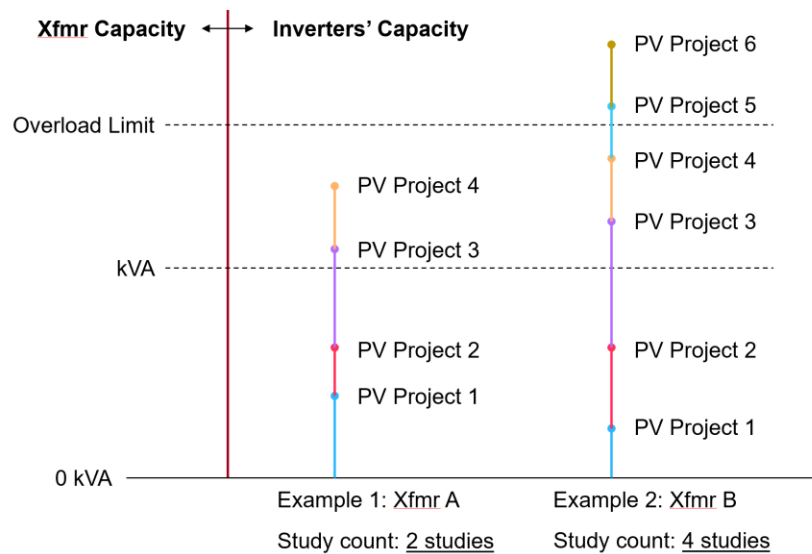 Xfmr Capacity
Inverters' Capacity
PV Project 6
PV Project 5
Overload Limit
PV Project 4
PV Project 4
PV Project 3
PV Project 3
kVA
PV Project 2
PV Project 2
PV Project 1
PV Project 1
0 kVA
Example 1: Xfmr A
Example 2: Xfmr B
Study count: 2 studies
Study count: 4 studies